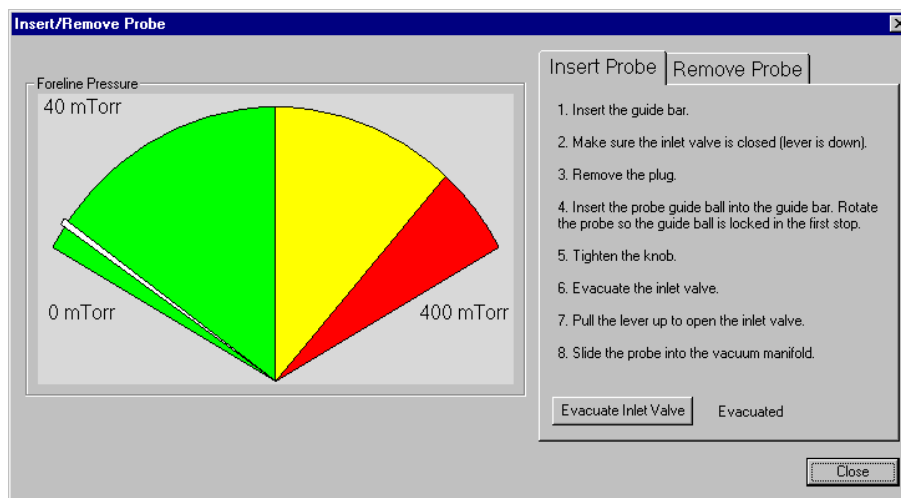 Insert/Remove Probe
Foreline Pressure
40 mTorr
0 mTorr
400 mTorr
Insert Probe
Remove Probe
1. Insert the guide bar.
2. Make sure the inlet valve is closed (lever is down).
3. Remove the plug.
4. Insert the probe guide ball into the guide bar. Rotate
the probe so the guide ball is locked in the first stop.
5. Tighten the knob.
6. Evacuate the inlet valve.
7. Pull the lever up to open the inlet valve.
8. Slide the probe into the vacuum manifold.
Evacuate Inlet Valve
Evacuated
Close